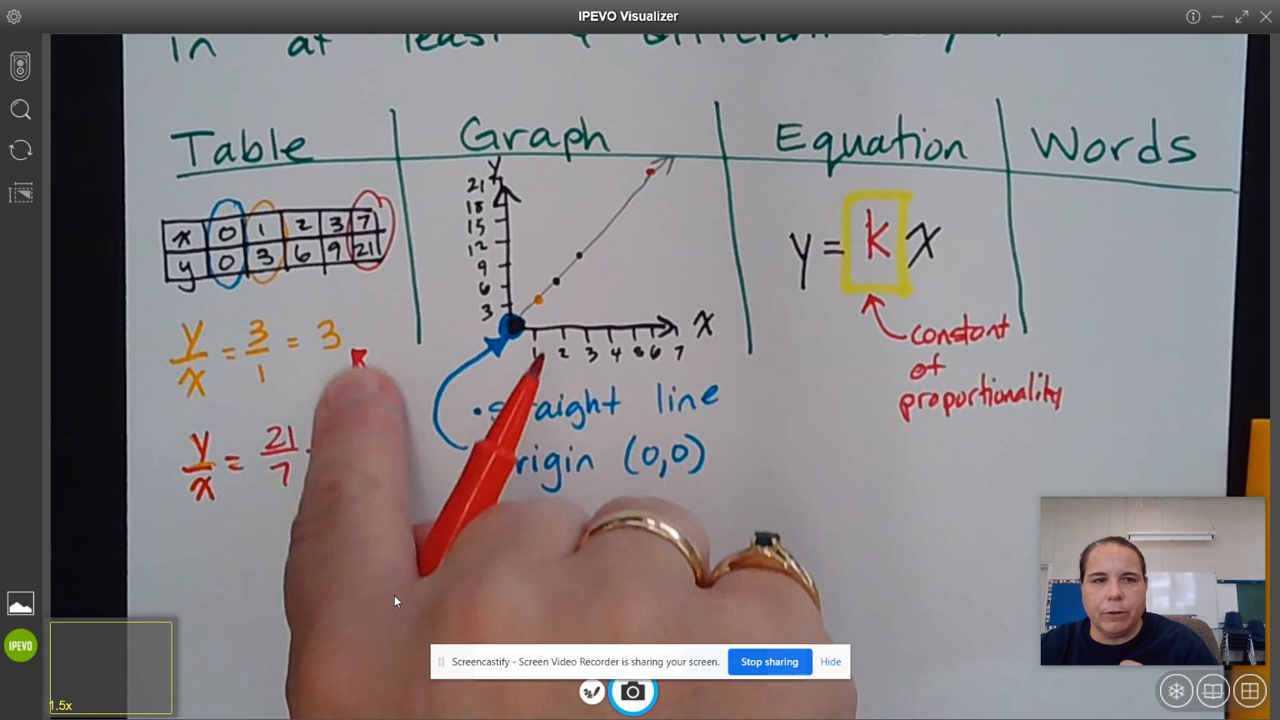 IPEVO Visualizer
in at least 4 different ways.
Table Graph Equation Words
x 0 1 2 3 7
y 0 3 6 9 21
y/x = 3/1 = 3
y/x = 21/7
y
21
18
15
12
9
6
3
1 2 3 4 5 6 7
x
• straight line
origin (0,0)
y = k x
constant
of
proportionality
IPEVO
1.5x
Screencastify - Screen Video Recorder is sharing your screen. Stop sharing Hide